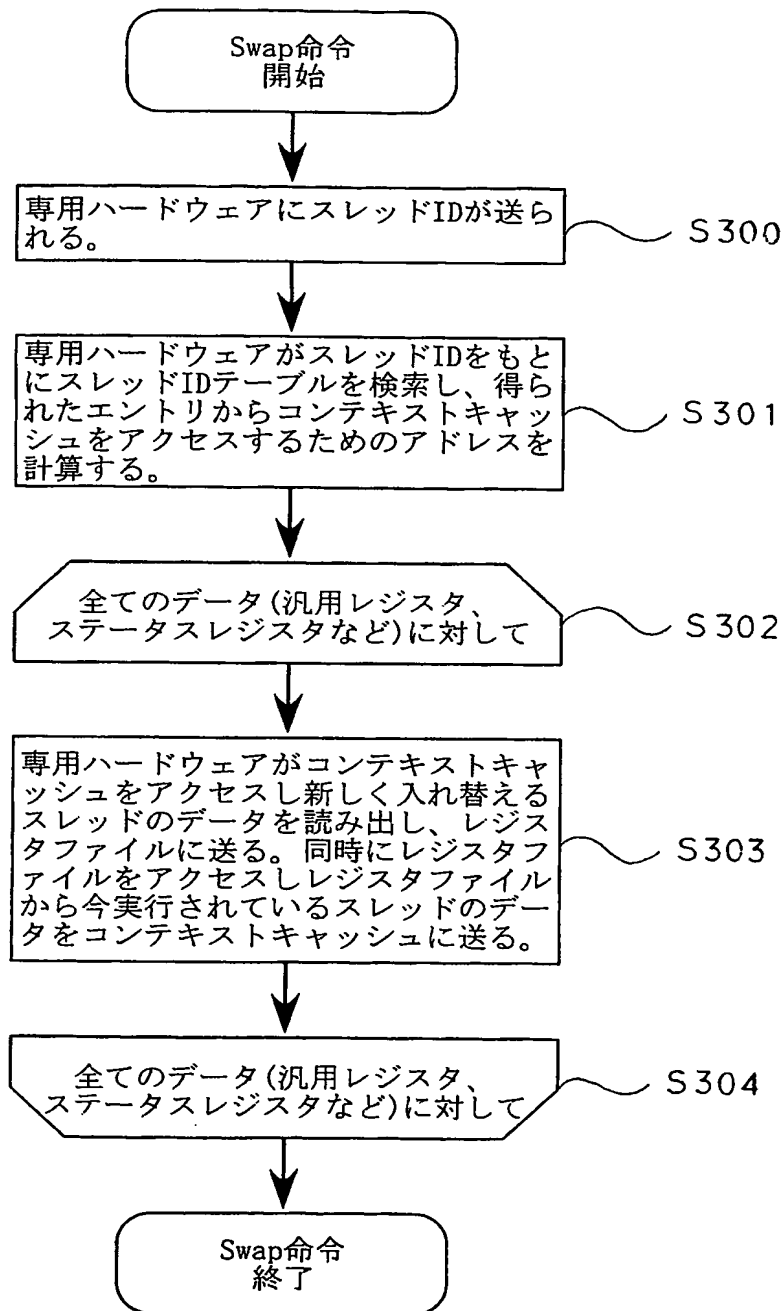 Swap命令
開始
専用ハードウェアにスレッドIDが送ら
れる。
S300
専用ハードウェアがスレッドIDをもと
にスレッドIDテーブルを検索し、得ら
れたエントリからコンテキストキャッ
シュをアクセスするためのアドレスを
計算する。
S301
全てのデータ(汎用レジスタ、
ステータスレジスタなど)に対して
S302
専用ハードウェアがコンテキストキャ
ッシュをアクセスし新しく入れ替える
スレッドのデータを読み出し、レジス
タファイルに送る。同時にレジスタフ
ァイルをアクセスしレジスタファイル
から今実行されているスレッドのデー
タをコンテキストキャッシュに送る。
S303
全てのデータ(汎用レジスタ、
ステータスレジスタなど)に対して
S304
Swap命令
終了